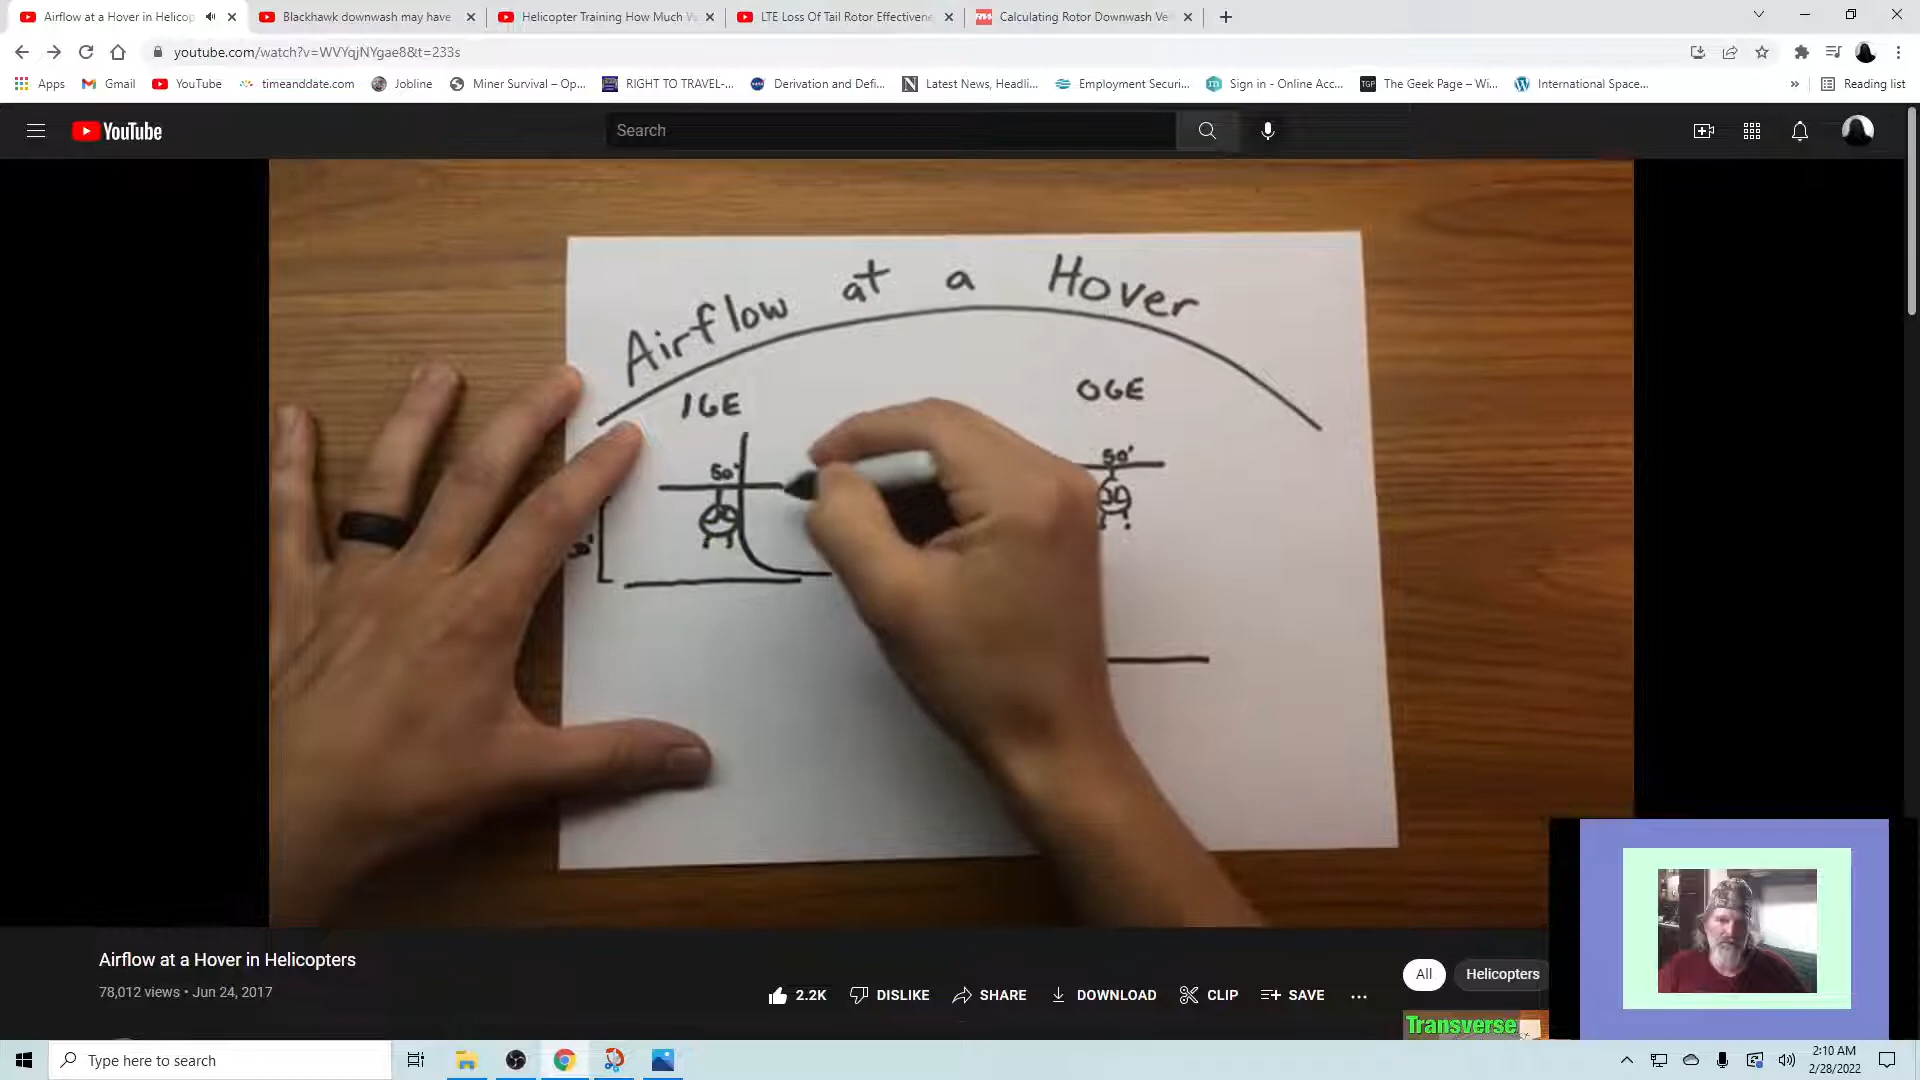 Airflow at a Hover in Helicop
Blackhawk downwash may have
Helicopter Training How Much
LTE Loss Of Tail Rotor Effectivene
Calculating Rotor Downwash Ve
youtube.com/watch?v=WVYqjNYgae8&t=233s
Apps
Gmail
YouTube
timeanddate.com
Jobline
Miner Survival – Op...
RIGHT TO TRAVEL-...
Derivation and Defi...
Latest News, Headli...
Employment Securi...
Sign in - Online Acc...
TGP
The Geek Page – Wi...
International Space...
»
Reading list
YouTube
Search
Airflow at a Hover
IGE
OGE
50'
50'
Airflow at a Hover in Helicopters
78,012 views • Jun 24, 2017
2.2K
DISLIKE
SHARE
DOWNLOAD
CLIP
SAVE
All
Helicopters
Transverse
Type here to search
2:10 AM
2/28/2022